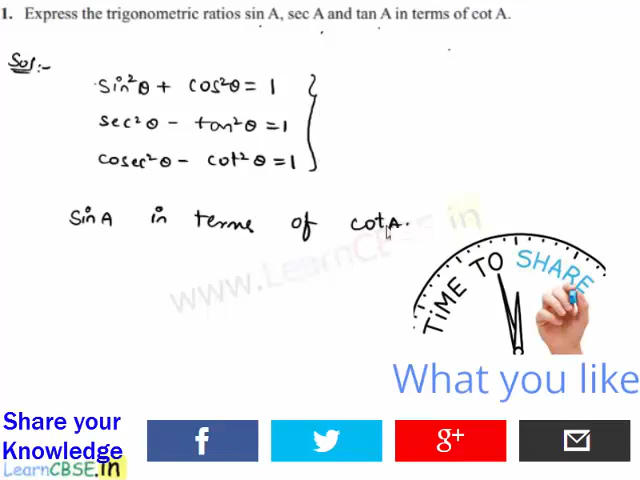 1. Express the trigonometric ratios sin A, sec A and tan A in terms of cot A.
Sol:-
sin²θ + cos²θ = 1
sec²θ - tan²θ = 1
cosec²θ - cot²θ = 1
sin A in terms of cot A.
www.LearnCBSE.in
TiME TO SHARE
What you like
Share your
Knowledge
LearnCBSE.in
f
g+